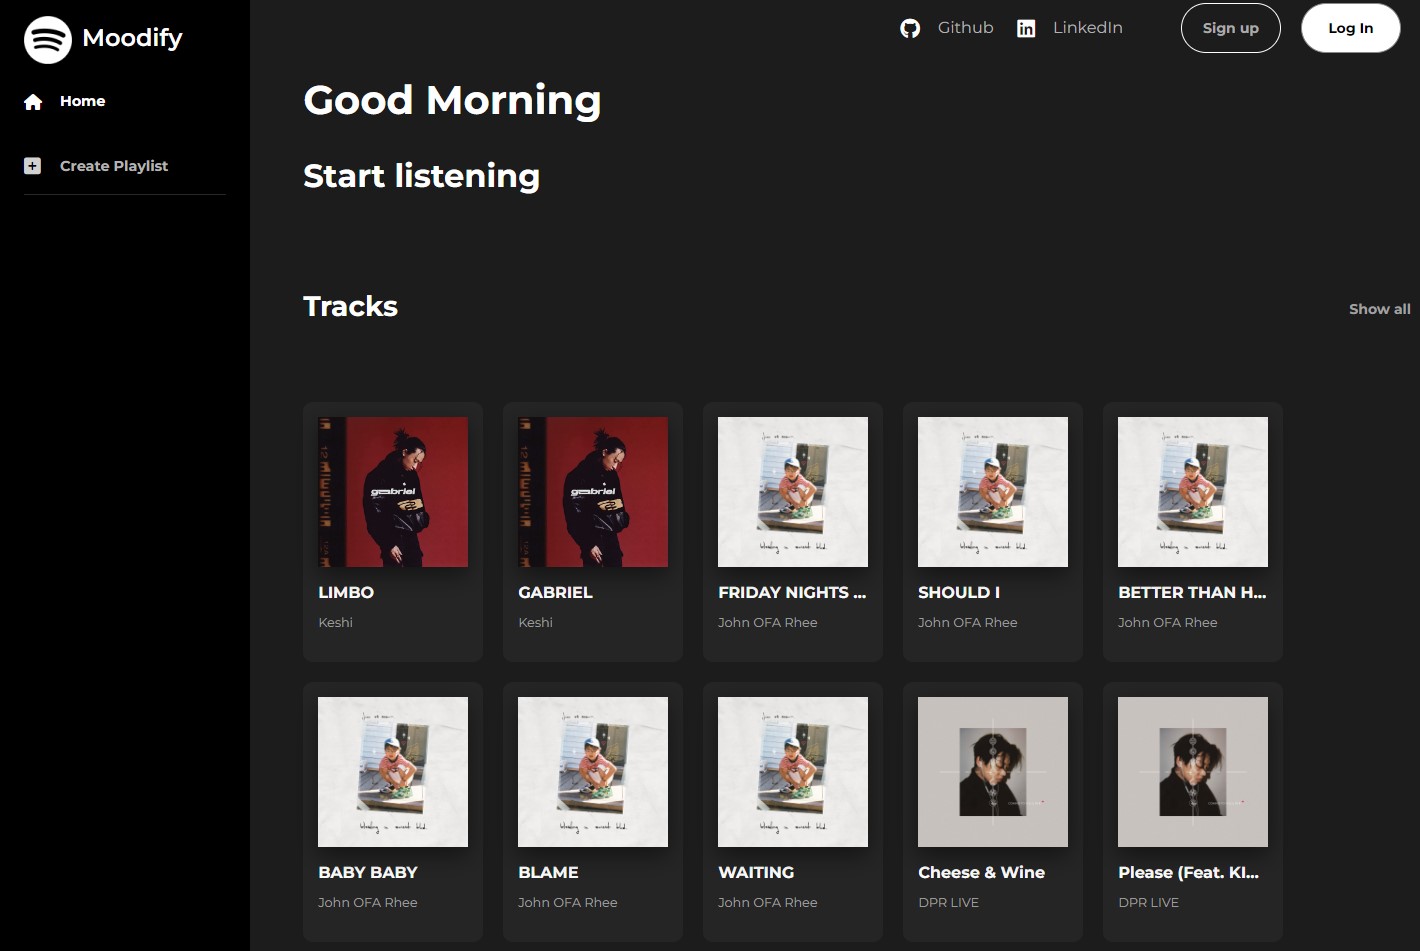 Moodify
Home
Create Playlist
Github
LinkedIn
Sign up
Log In
Good Morning
Start listening
Tracks
Show all
gabriel
LIMBO
Keshi
gabriel
GABRIEL
Keshi
FRIDAY NIGHTS ...
John OFA Rhee
SHOULD I
John OFA Rhee
BETTER THAN H...
John OFA Rhee
BABY BABY
John OFA Rhee
BLAME
John OFA Rhee
WAITING
John OFA Rhee
Cheese & Wine
DPR LIVE
Please (Feat. KI...
DPR LIVE